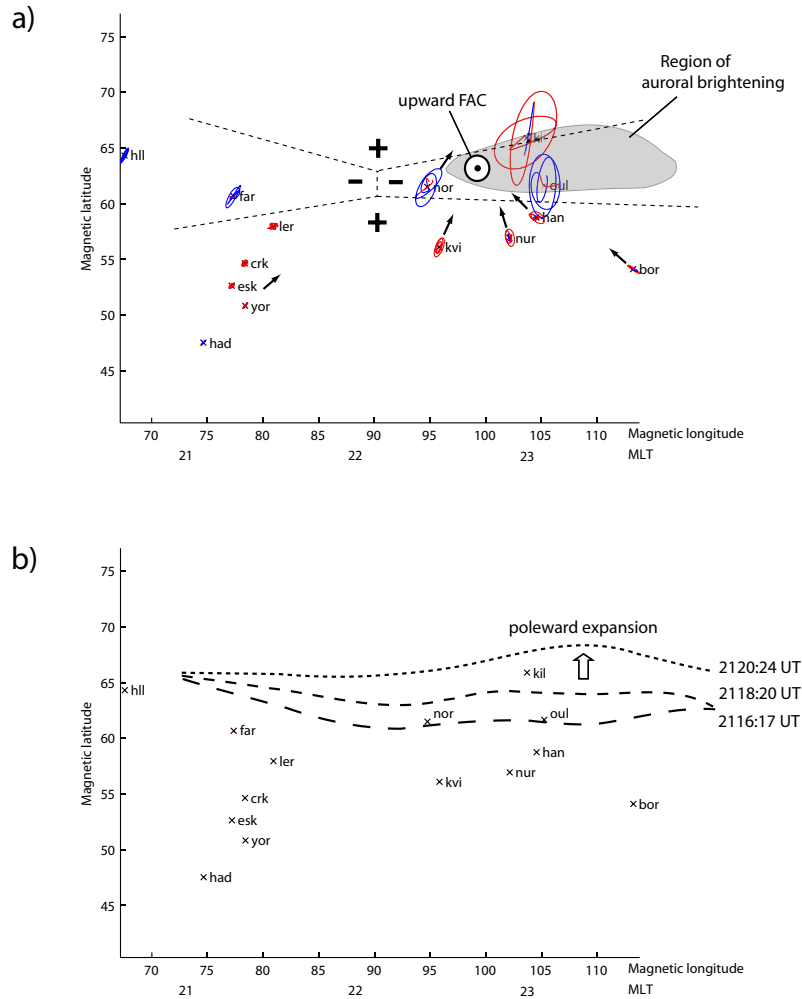 a)
75
70
65
60
55
50
45
Magnetic latitude
Region of
auroral brightening
upward FAC
+
− −
+
hll
far
ler
crk
esk
yor
had
nor
kvi
nur
han
oul
kil
bor
70 75 80 85 90 95 100 105 110 Magnetic longitude
21 22 23 MLT
b)
75
70
65
60
55
50
45
Magnetic latitude
poleward expansion
2120:24 UT
2118:20 UT
2116:17 UT
hll
far
ler
crk
esk
yor
had
nor
kvi
nur
han
oul
kil
bor
70 75 80 85 90 95 100 105 110 Magnetic longitude
21 22 23 MLT